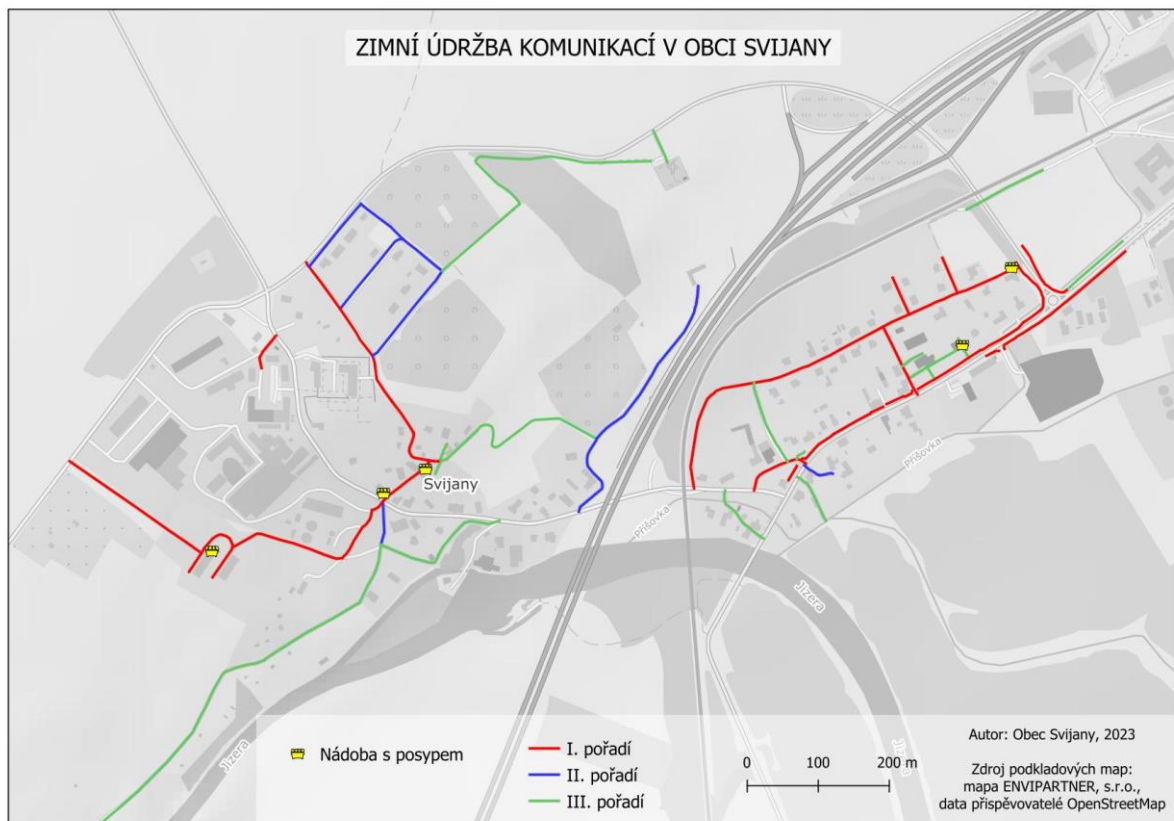 ZIMNÍ ÚDRŽBA KOMUNIKACÍ V OBCI SVIJANY
Příšovka
Svijany
Příšovka
Jizera
Jizera
Nádoba s posypem
I. pořadí
II. pořadí
III. pořadí
0 100 200 m
Autor: Obec Svijany, 2023
Zdroj podkladových map:
mapa ENVIPARTNER, s.r.o.,
data přispěvovatelé OpenStreetMap